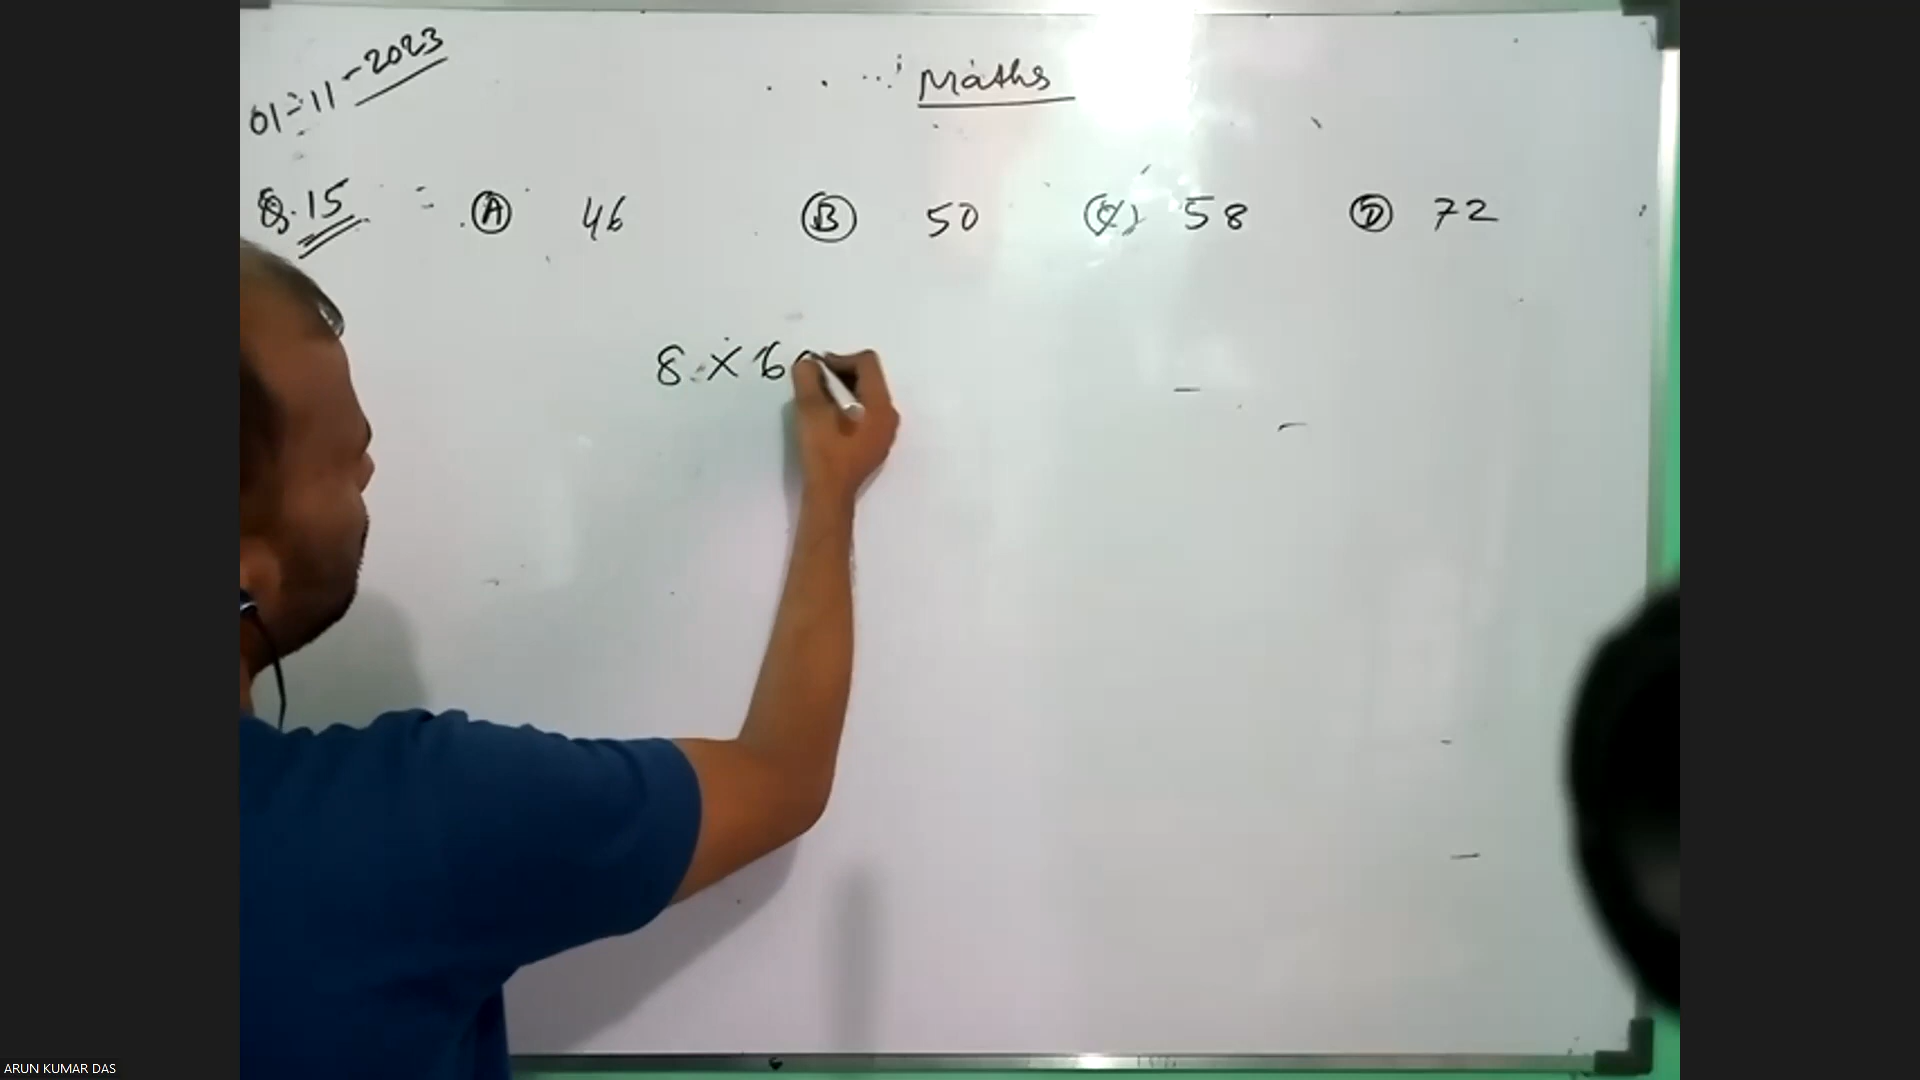 01-11-2023
Maths
Q.15 = (A) 46 (B) 50 (C) 58 (D) 72
8 × 6
ARUN KUMAR DAS